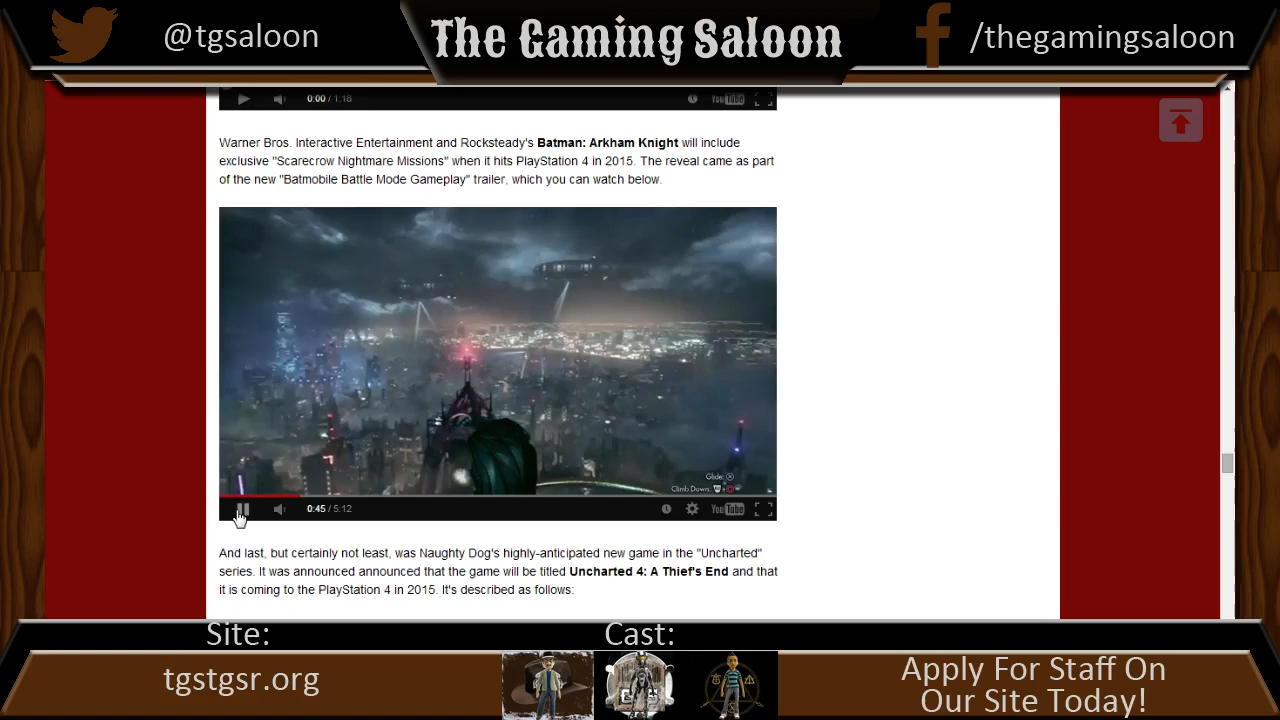 @tgsaloon
The Gaming Saloon
/thegamingsaloon
0:00 / 1:18
YouTube
Warner Bros. Interactive Entertainment and Rocksteady's Batman: Arkham Knight will include
exclusive "Scarecrow Nightmare Missions" when it hits PlayStation 4 in 2015. The reveal came as part
of the new "Batmobile Battle Mode Gameplay" trailer, which you can watch below.
Glide:
Climb Down:
0:45 / 5:12
YouTube
And last, but certainly not least, was Naughty Dog's highly-anticipated new game in the "Uncharted"
series. It was announced announced that the game will be titled Uncharted 4: A Thief's End and that
it is coming to the PlayStation 4 in 2015. It's described as follows:
Site:
Cast:
tgstgsr.org
Apply For Staff On
Our Site Today!